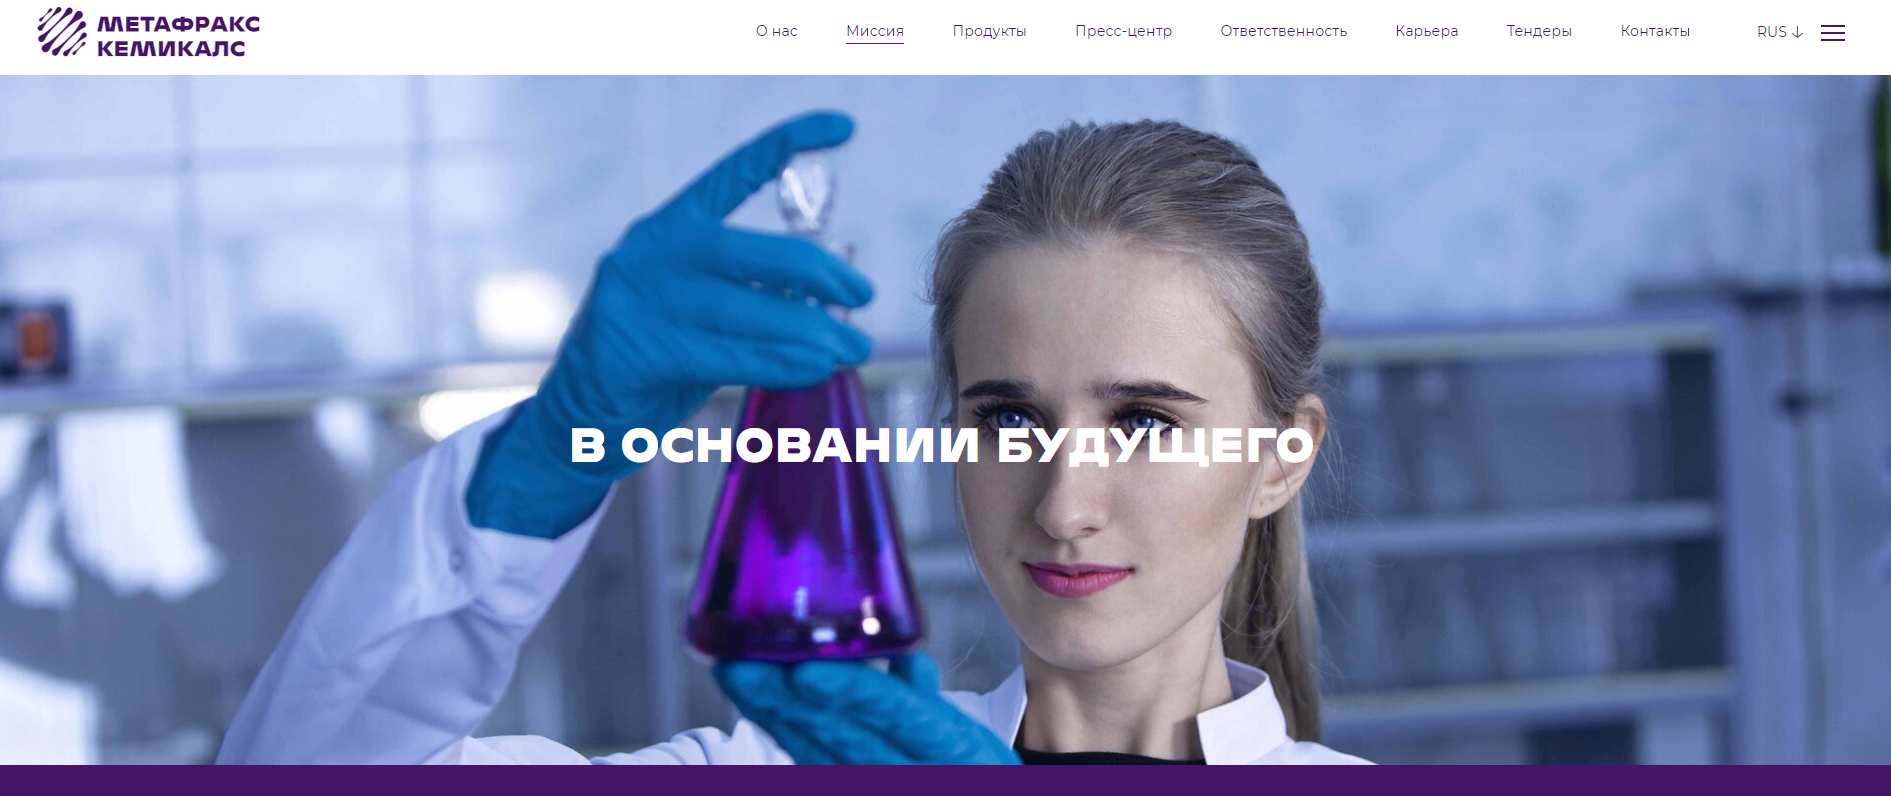 МЕТАФРАКС
КЕМИКАЛС
О нас Миссия Продукты Пресс-центр Ответственность Карьера Тендеры Контакты RUS ↓
В ОСНОВАНИИ БУДУЩЕГО